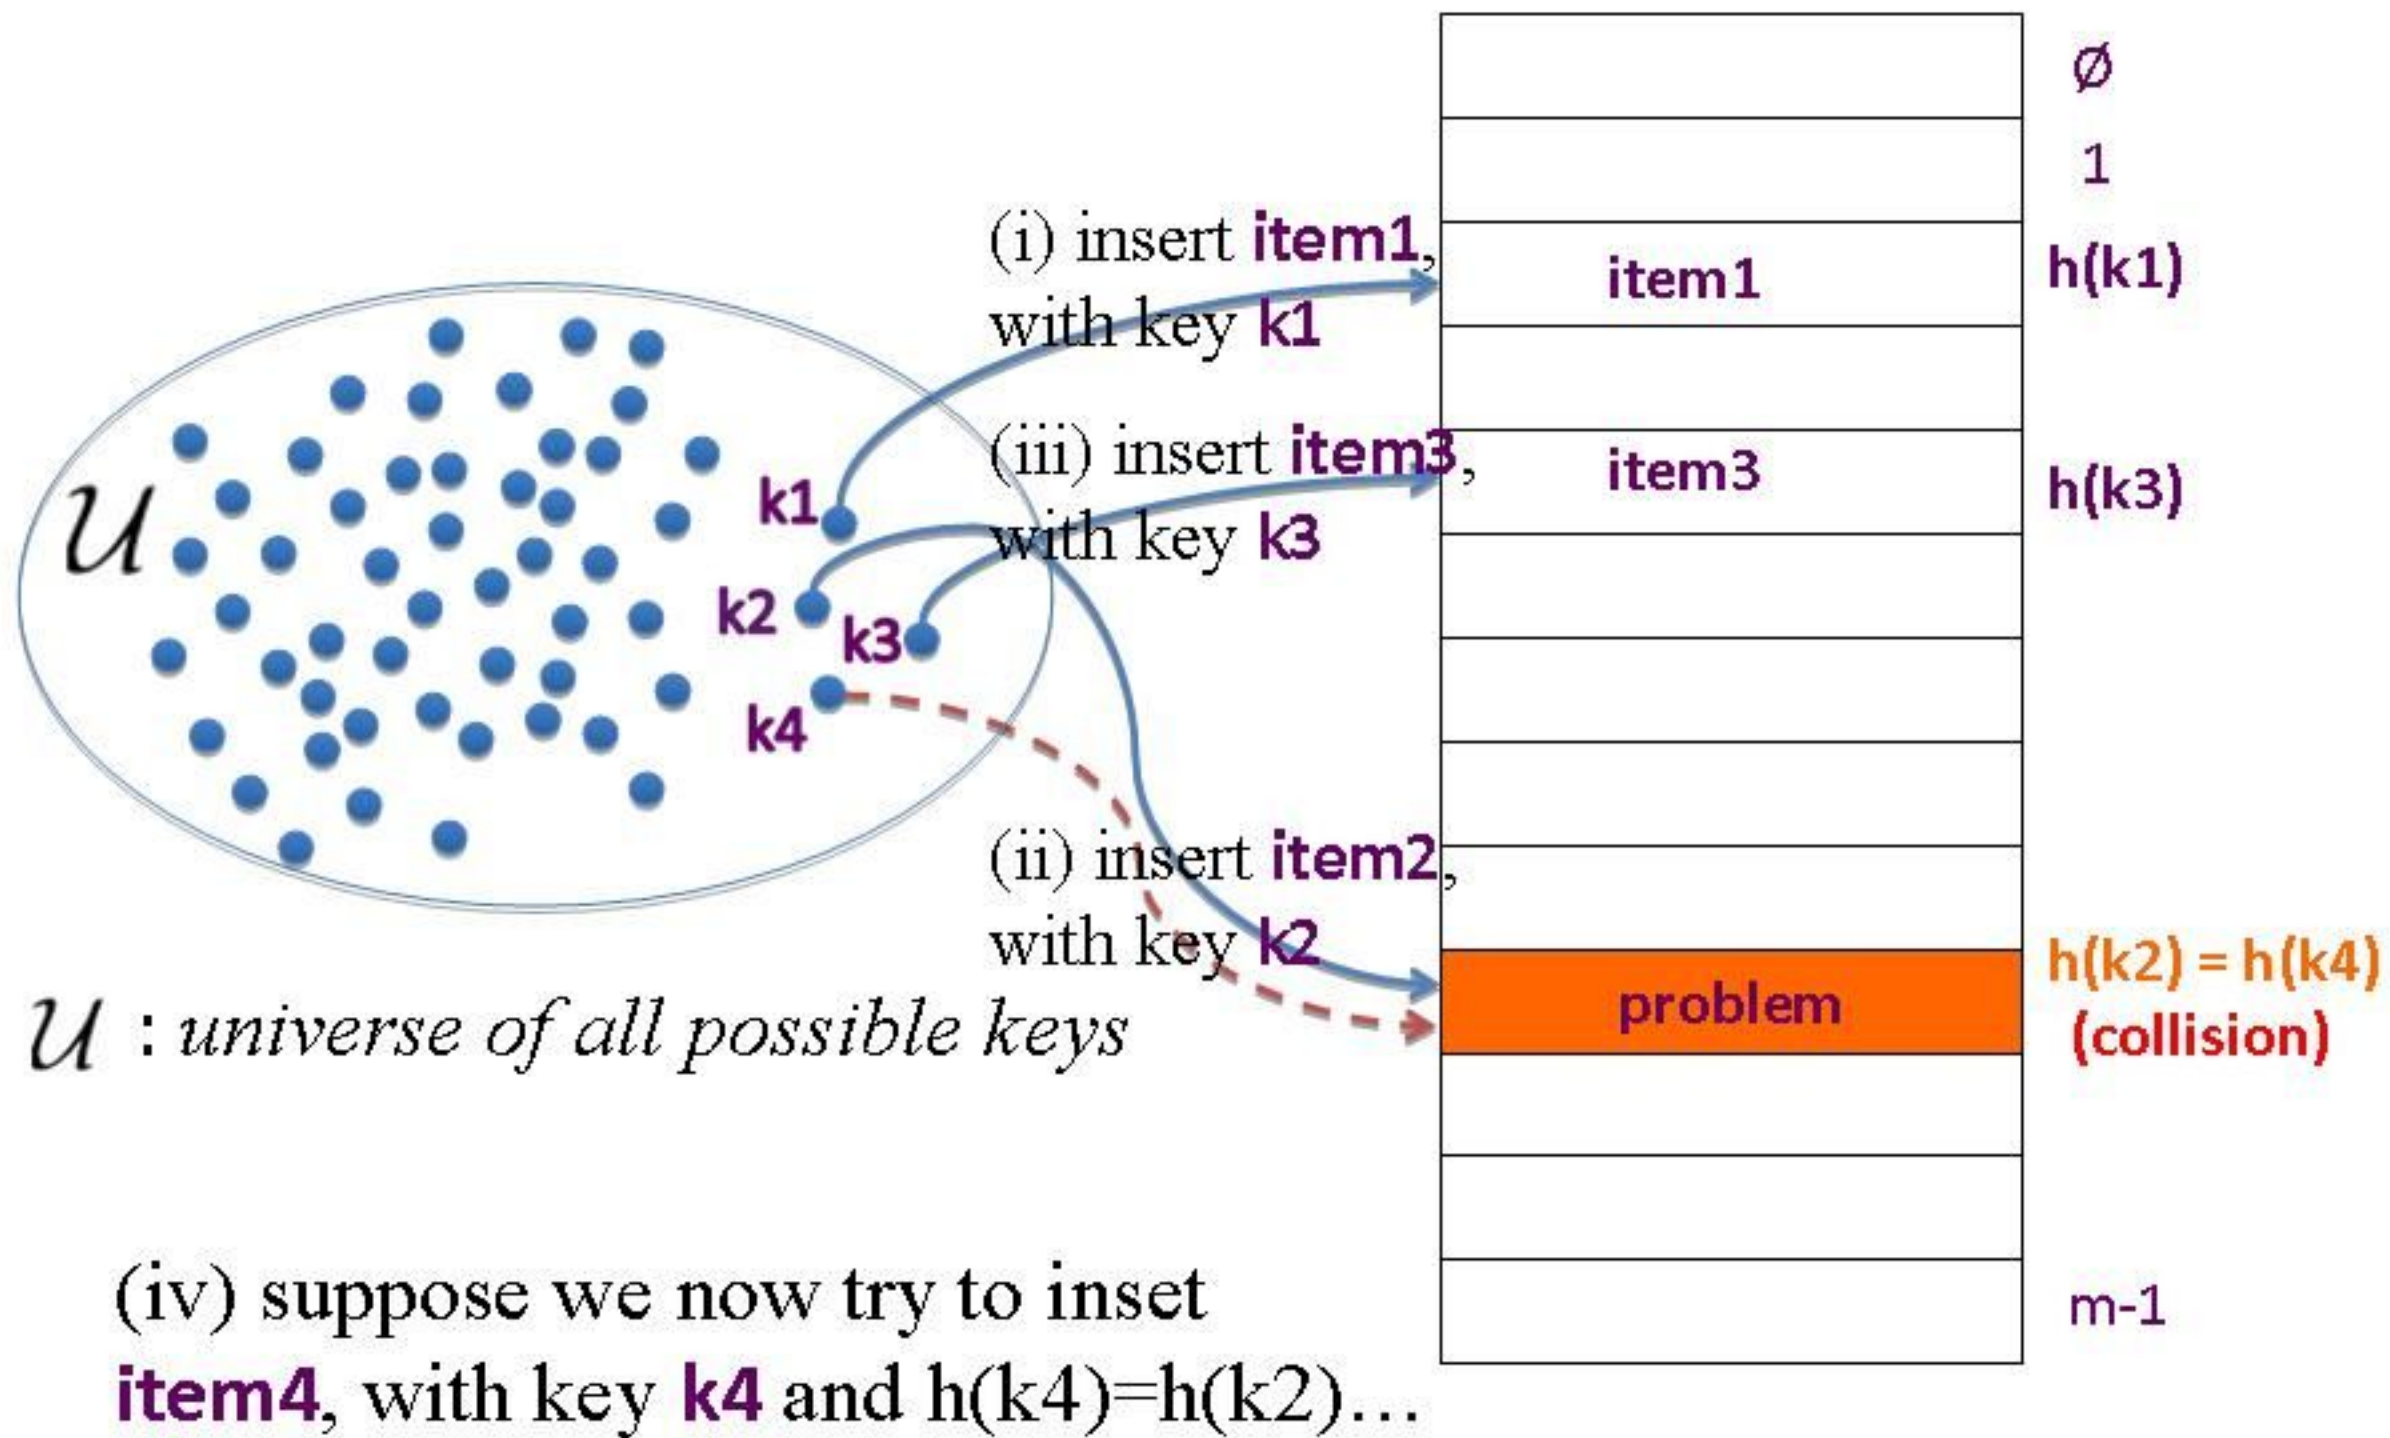 Ø
1
(i) insert item1,
with key k1
item1
h(k1)
(iii) insert item3,
with key k3
item3
h(k3)
U
k1
k2
k3
k4
(ii) insert item2,
with key k2
problem
h(k2) = h(k4)
(collision)
U : universe of all possible keys
m-1
(iv) suppose we now try to inset
item4, with key k4 and h(k4)=h(k2)...